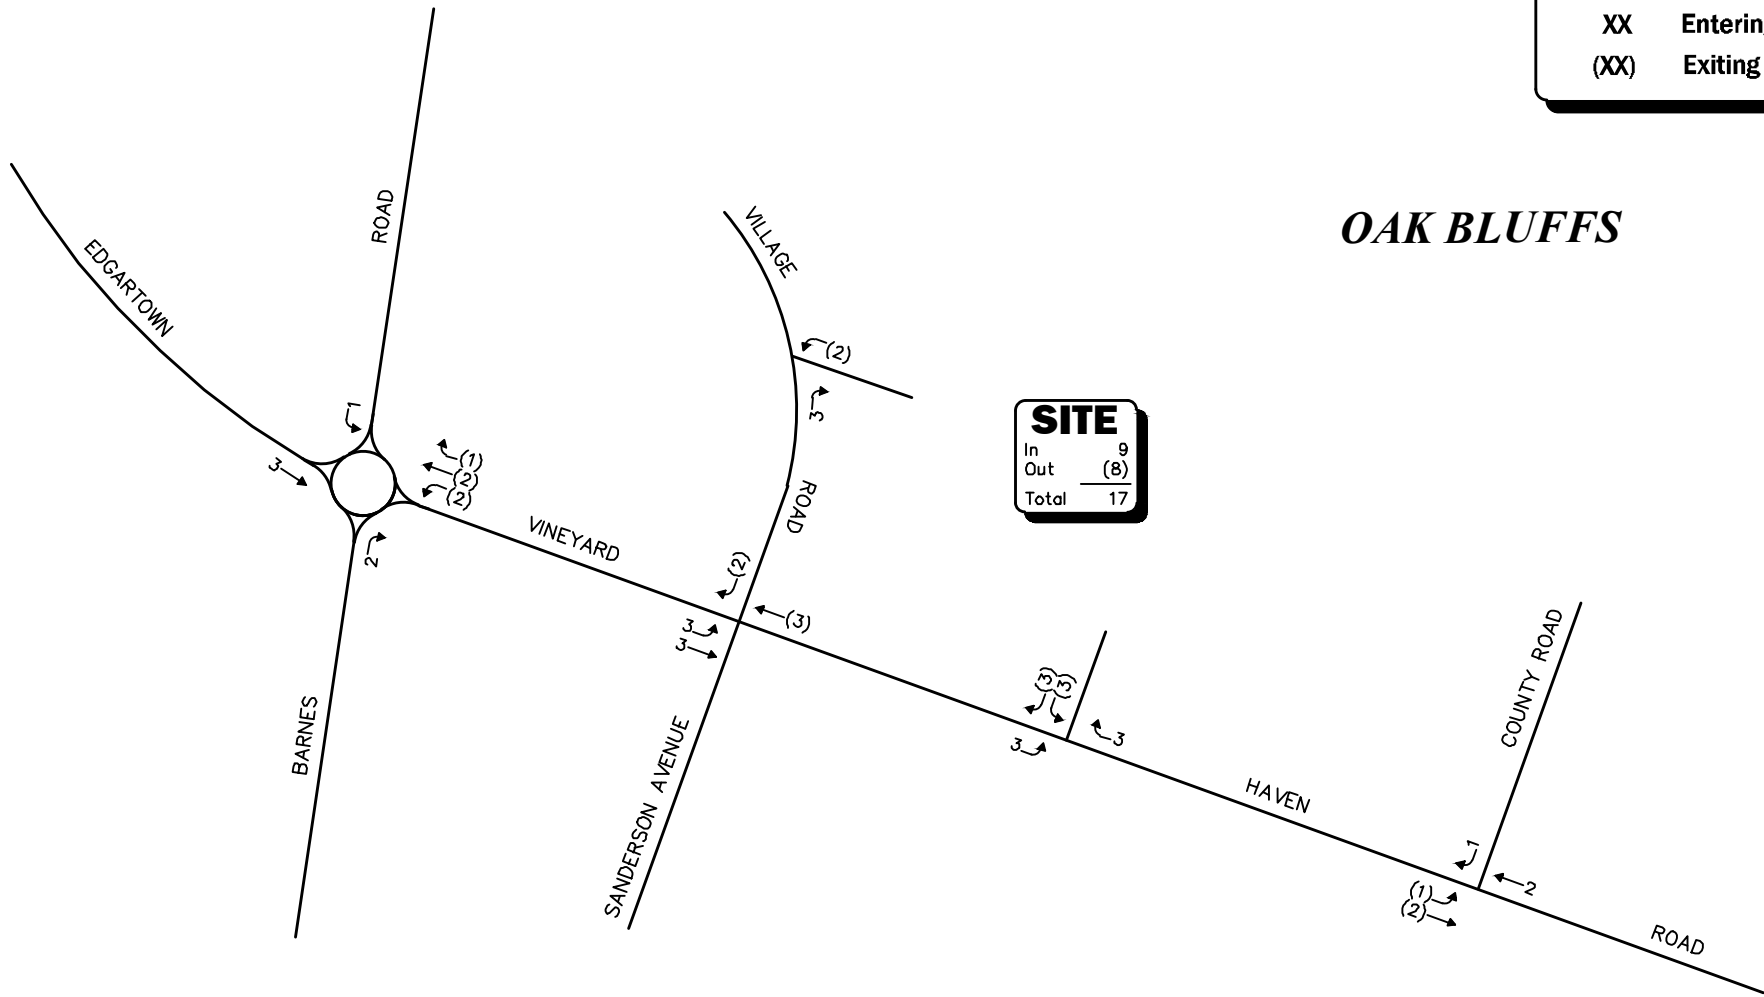 XX Enterin
(XX) Exiting
OAK BLUFFS
ROAD
EDGARTOWN
VILLAGE
(2)
3
SITE
In 9
Out (8)
Total 17
1
3
(1)
(2)
(2)
2
VINEYARD
ROAD
(2)
(3)
3
3
BARNES
SANDERSON AVENUE
(3)
(3)
3
3
COUNTY ROAD
HAVEN
1
2
(1)
(2)
ROAD